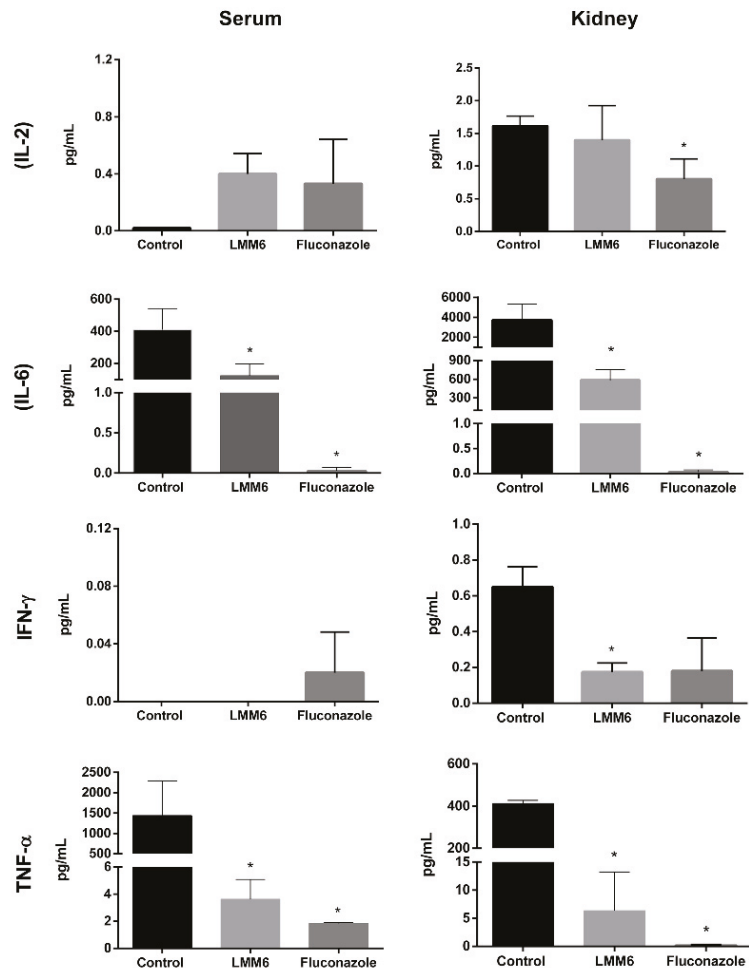 Serum
Kidney
(IL-2)
pg/mL
1.2
0.8
0.4
0.0
Control LMM6 Fluconazole
pg/mL
2.5
2.0
1.5
1.0
0.5
0.0
*
Control LMM6 Fluconazole
(IL-6)
pg/mL
600
400
200
1.0
0.5
0.0
*
*
Control LMM6 Fluconazole
pg/mL
6000
4000
2000
900
600
300
1.0
0.5
0.0
*
*
Control LMM6 Fluconazole
IFN-γ
pg/mL
0.12
0.08
0.04
0.00
Control LMM6 Fluconazole
pg/mL
1.0
0.8
0.6
0.4
0.2
0.0
*
Control LMM6 Fluconazole
TNF-α
pg/mL
2500
2000
1500
1000
500
6
4
2
0
*
*
Control LMM6 Fluconazole
pg/mL
600
400
200
15
10
5
0
*
*
Control LMM6 Fluconazole